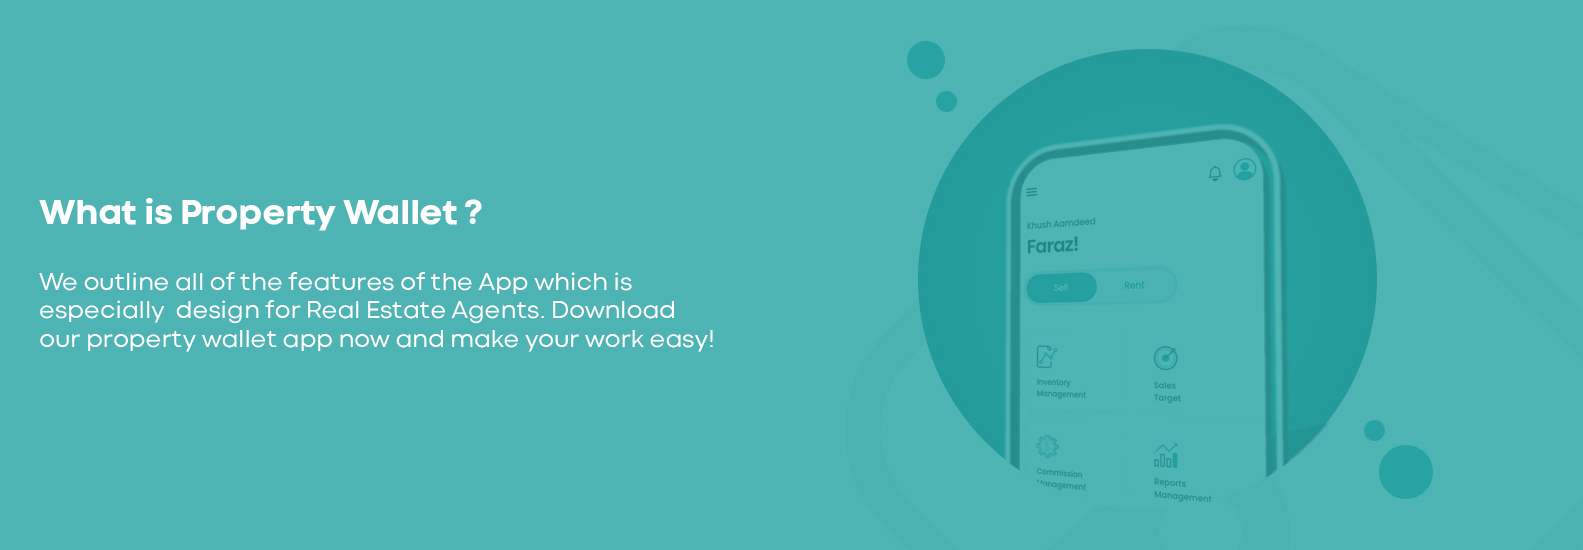 What is Property Wallet ?
We outline all of the features of the App which is
especially design for Real Estate Agents. Download
our property wallet app now and make your work easy!
Khush Aamdeed
Faraz!
Sell Rent
Inventory
Management
Sales
Target
Commission
Management
Reports
Management